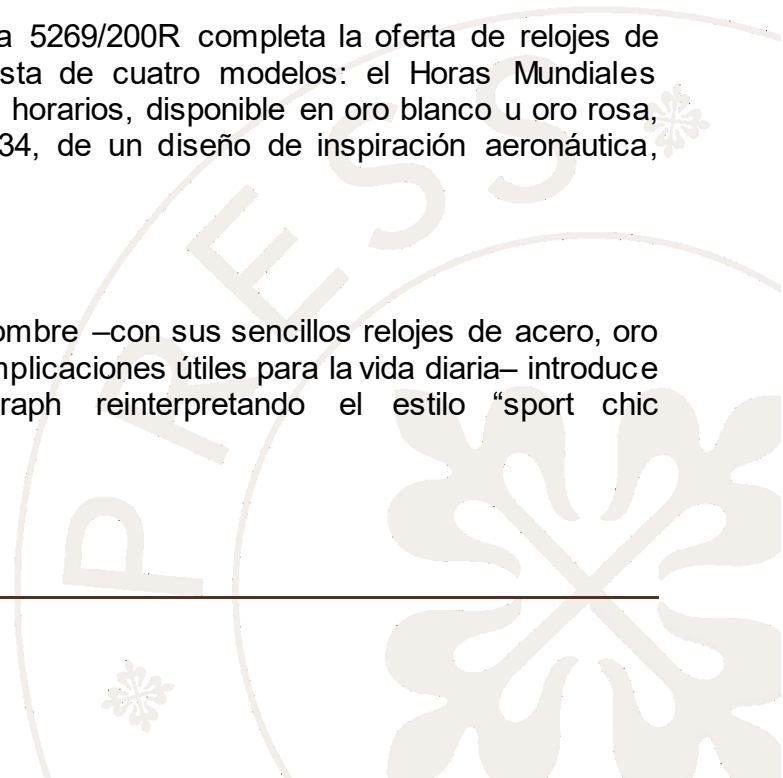 a 5269/200R completa la oferta de relojes de
sta de cuatro modelos: el Horas Mundiales
horarios, disponible en oro blanco u oro rosa,
34, de un diseño de inspiración aeronáutica,
ombre –con sus sencillos relojes de acero, oro
mplicaciones útiles para la vida diaria– introduce
raph reinterpretando el estilo “sport chic
PRESS